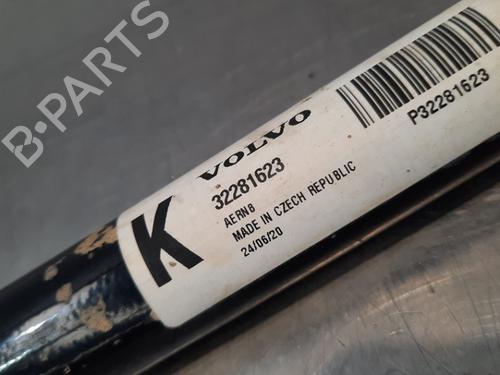 B-PARTS
VOLVO
32281623
AERN8
MADE IN CZECH REPUBLIC
24/06/20
K
P32281623